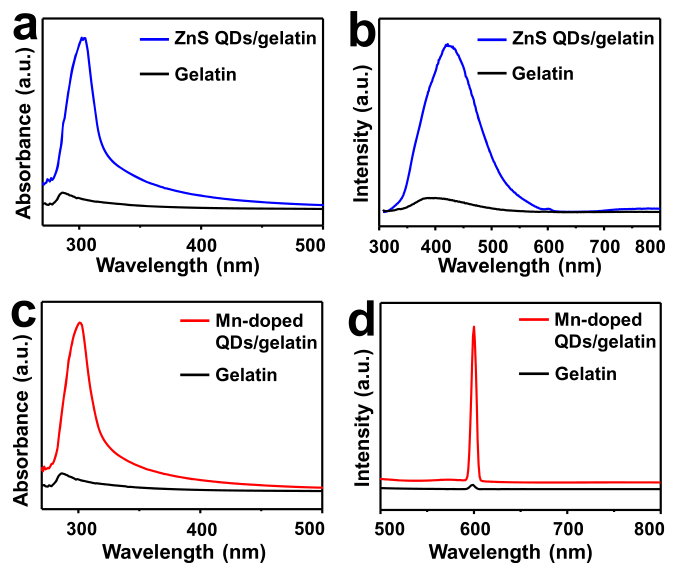 a
ZnS QDs/gelatin
Gelatin
Absorbance (a.u.)
300
400
500
Wavelength (nm)
b
ZnS QDs/gelatin
Gelatin
Intensity (a.u.)
300
400
500
600
700
800
Wavelength (nm)
c
Mn-doped
QDs/gelatin
Gelatin
Absorbance (a.u.)
300
400
500
Wavelength (nm)
d
Mn-doped
QDs/gelatin
Gelatin
Intensity (a.u.)
500
600
700
800
Wavelength (nm)